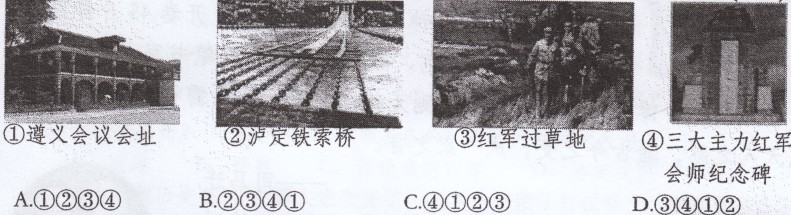 ①遵义会议会址 ②泸定铁索桥 ③红军过草地 ④三大主力红军
会师纪念碑
A.①②③④ B.②③④① C.④①②③ D.③④①②